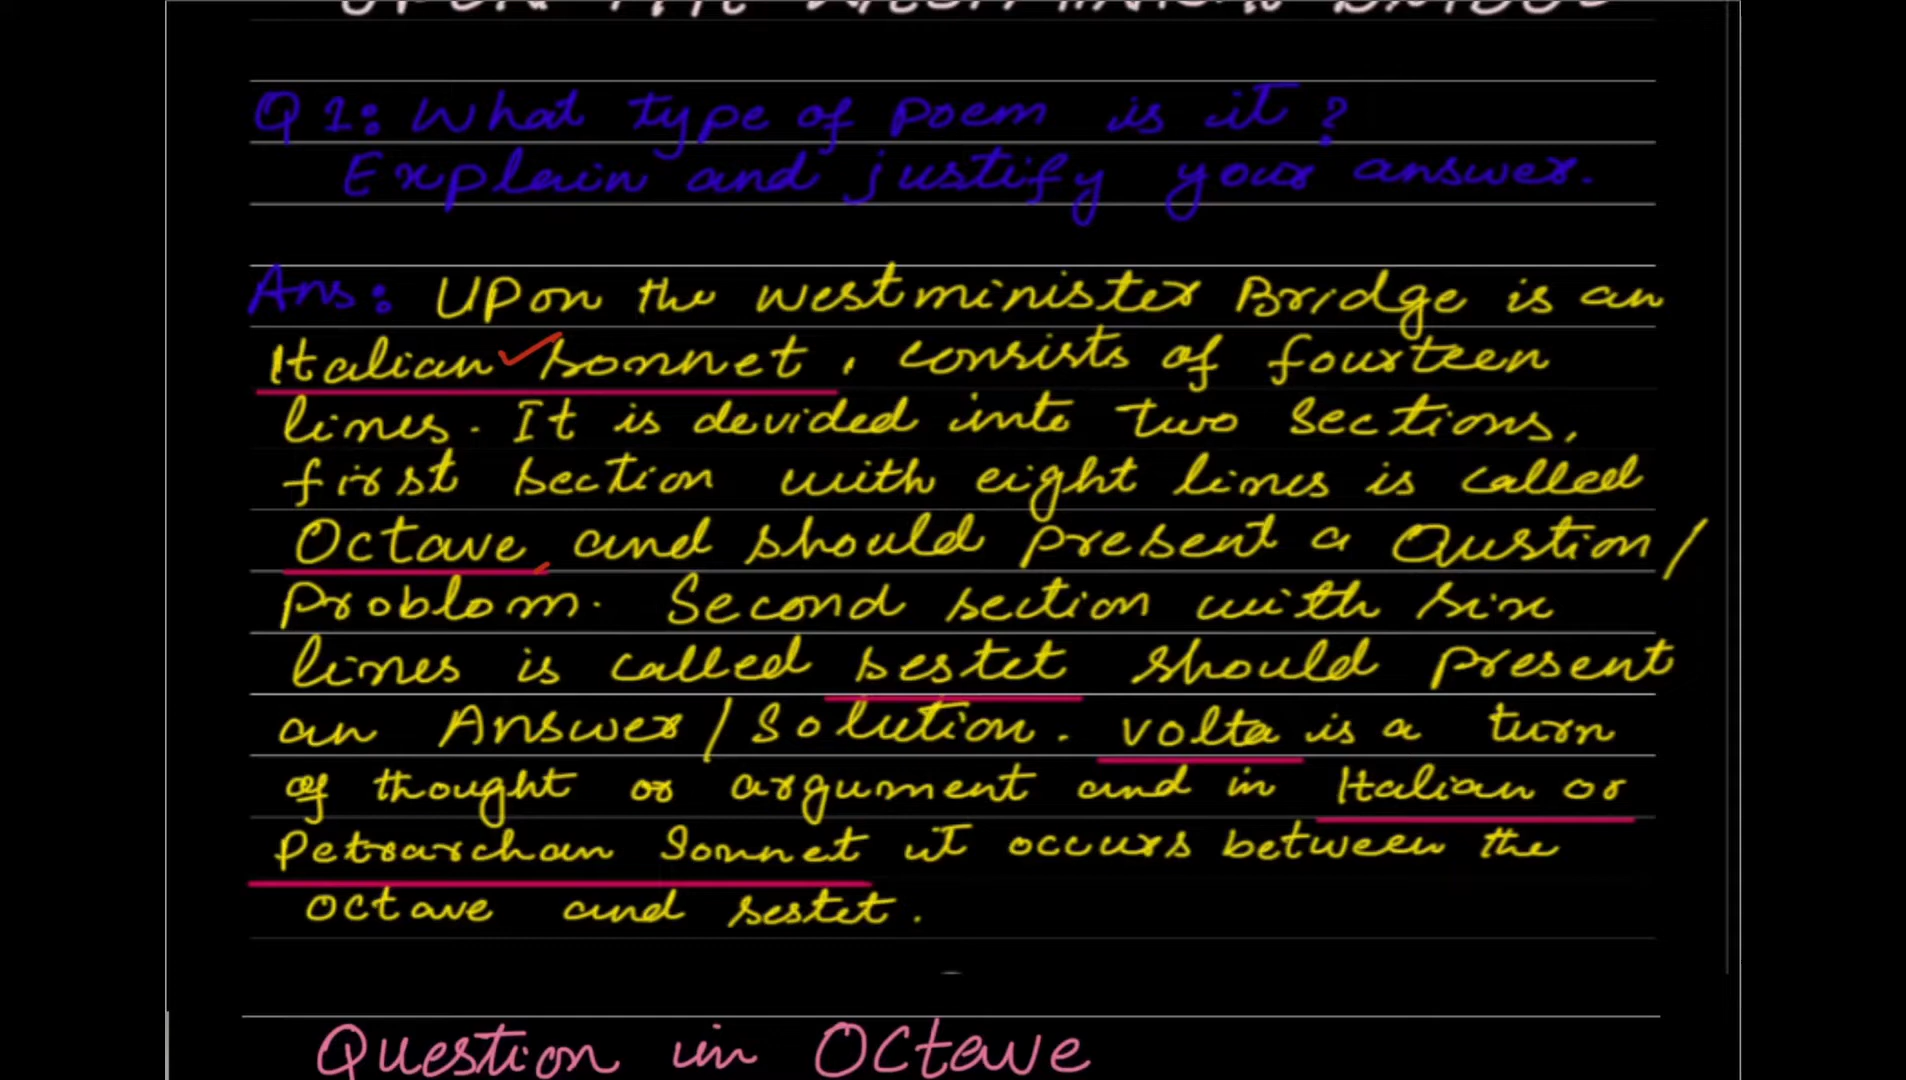 Q1: What type of poem is it?
Explain and justify your answer.
Ans: Upon the westminister Bridge is an
Italian sonnet, consists of fourteen
lines. It is devided into two sections,
first section with eight lines is called
Octave, and should present a Qustion/
Problom. Second section with six
lines is called sestet should present
an Answer/Solution. Volta is a turn
of thought or argument and in Italian or
Petrarchan Sonnet it occurs between the
octave and sestet.
Question in Octave